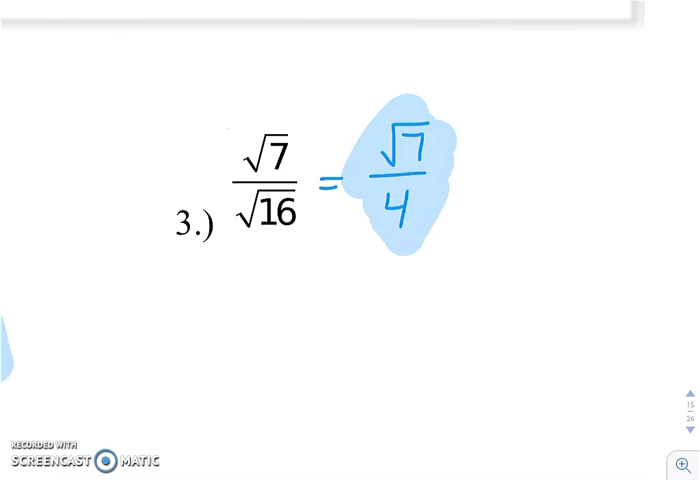 3.) √7/√16 = √7/4
15
26
RECORDED WITH
SCREENCAST MATIC